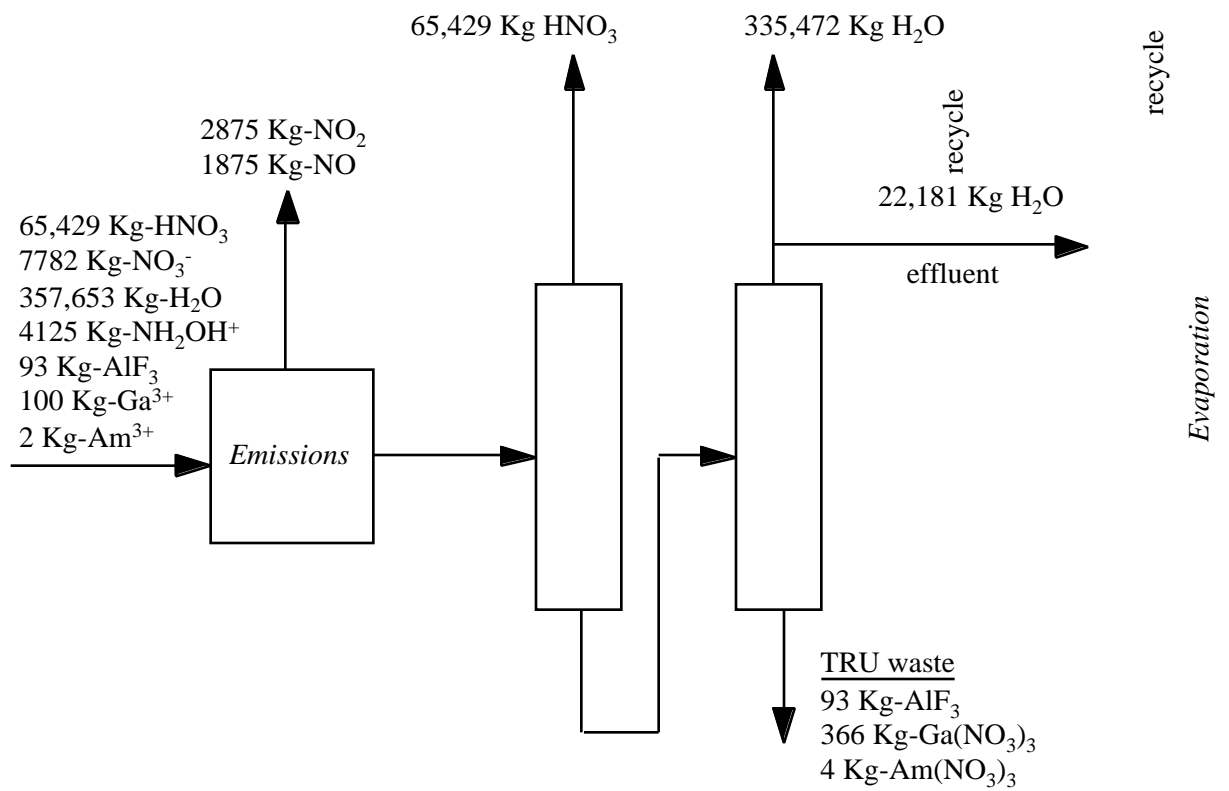 65,429 Kg HNO₃
335,472 Kg H₂O
recycle
recycle
2875 Kg-NO₂
1875 Kg-NO
22,181 Kg H₂O
effluent
65,429 Kg-HNO₃
7782 Kg-NO₃⁻
357,653 Kg-H₂O
4125 Kg-NH₂OH⁺
93 Kg-AlF₃
100 Kg-Ga³⁺
2 Kg-Am³⁺
Emissions
Evaporation
TRU waste
93 Kg-AlF₃
366 Kg-Ga(NO₃)₃
4 Kg-Am(NO₃)₃